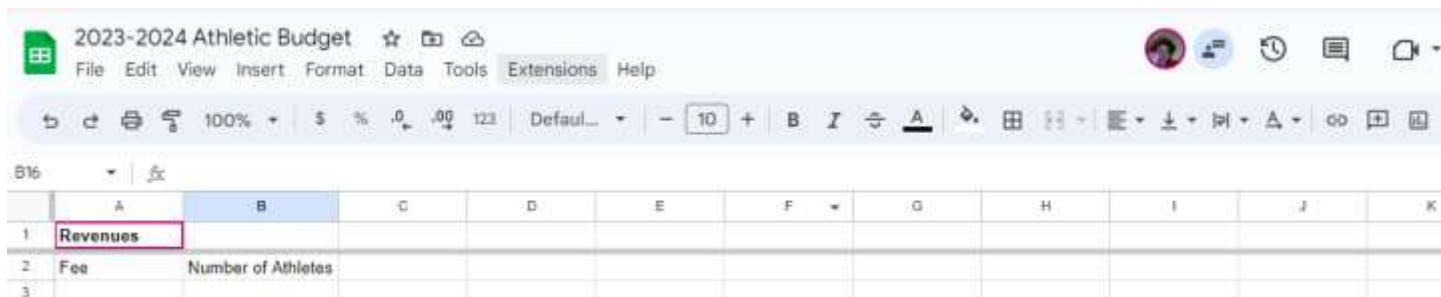 2023-2024 Athletic Budget
File Edit View Insert Format Data Tools Extensions Help
100% $ % .0 .00 123 Defaul... - 10 + B I A A
B16 fx
A B C D E F G H I J K
1 Revenues
2 Fee Number of Athletes
3